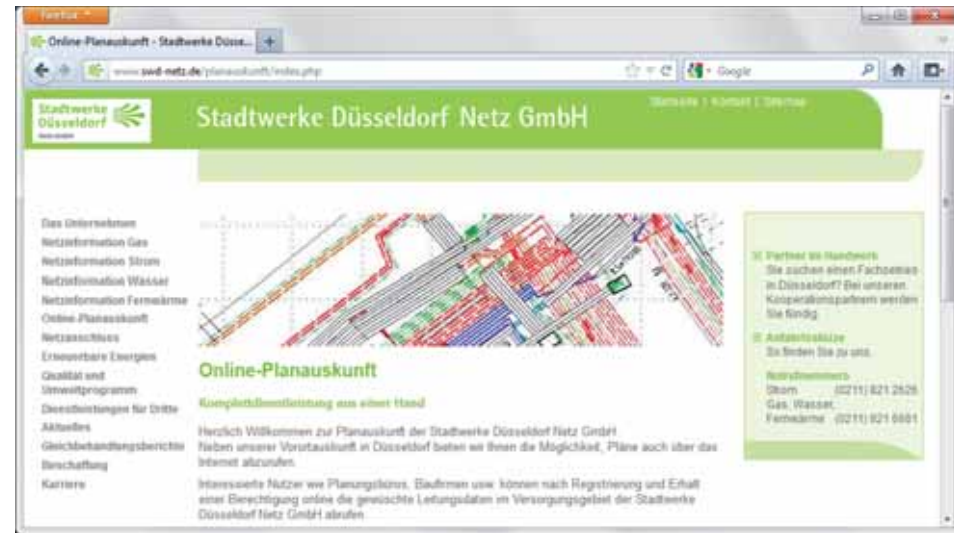 Firefox
Online-Planauskunft - Stadtwerke Düsse...
www.swd-netz.de/planauskunft/index.php
Google
Startseite | Kontakt | Sitemap
Stadtwerke
Düsseldorf
Stadtwerke Düsseldorf Netz GmbH
Das Unternehmen
Netzinformation Gas
Netzinformation Strom
Netzinformation Wasser
Netzinformation Fernwärme
Online-Planauskunft
Netzanschluss
Erneuerbare Energien
Qualität und
Umweltprogramm
Dienstleistungen für Dritte
Aktuelles
Gleichbehandlungsberichte
Beschaffung
Karriere
Online-Planauskunft
Komplettdienstleistung aus einer Hand
Herzlich Willkommen zur Planauskunft der Stadtwerke Düsseldorf Netz GmbH
Neben unserer Vorortauskunft in Düsseldorf bieten wir Ihnen die Möglichkeit, Pläne auch über das
Internet abzurufen.
Interessierte Nutzer wie Planungsbüros, Baufirmen usw. können nach Registrierung und Erhalt
einer Berechtigung online die gewüschte Leitungsdaten im Versorgungsgebiet der Stadtwerke
Düsseldorf Netz GmbH abrufen.
Partner im Handwerk
Sie suchen einen Fachbetrieb
in Düsseldorf? Bei unseren
Kooperationspartnern werden
Sie fündig.
Anfahrtsskizze
So finden Sie zu uns.
Notrufnummern
Strom (0211) 821 2626
Gas, Wasser,
Fernwärme (0211) 821 6681